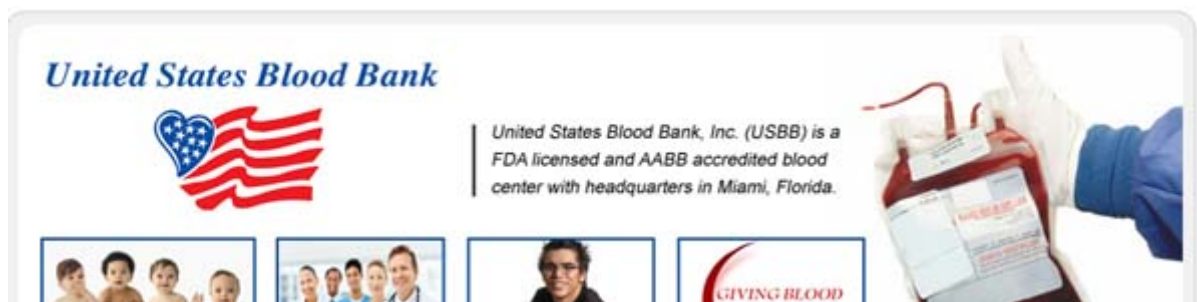 United States Blood Bank
United States Blood Bank, Inc. (USBB) is a
FDA licensed and AABB accredited blood
center with headquarters in Miami, Florida.
GIVING BLOOD